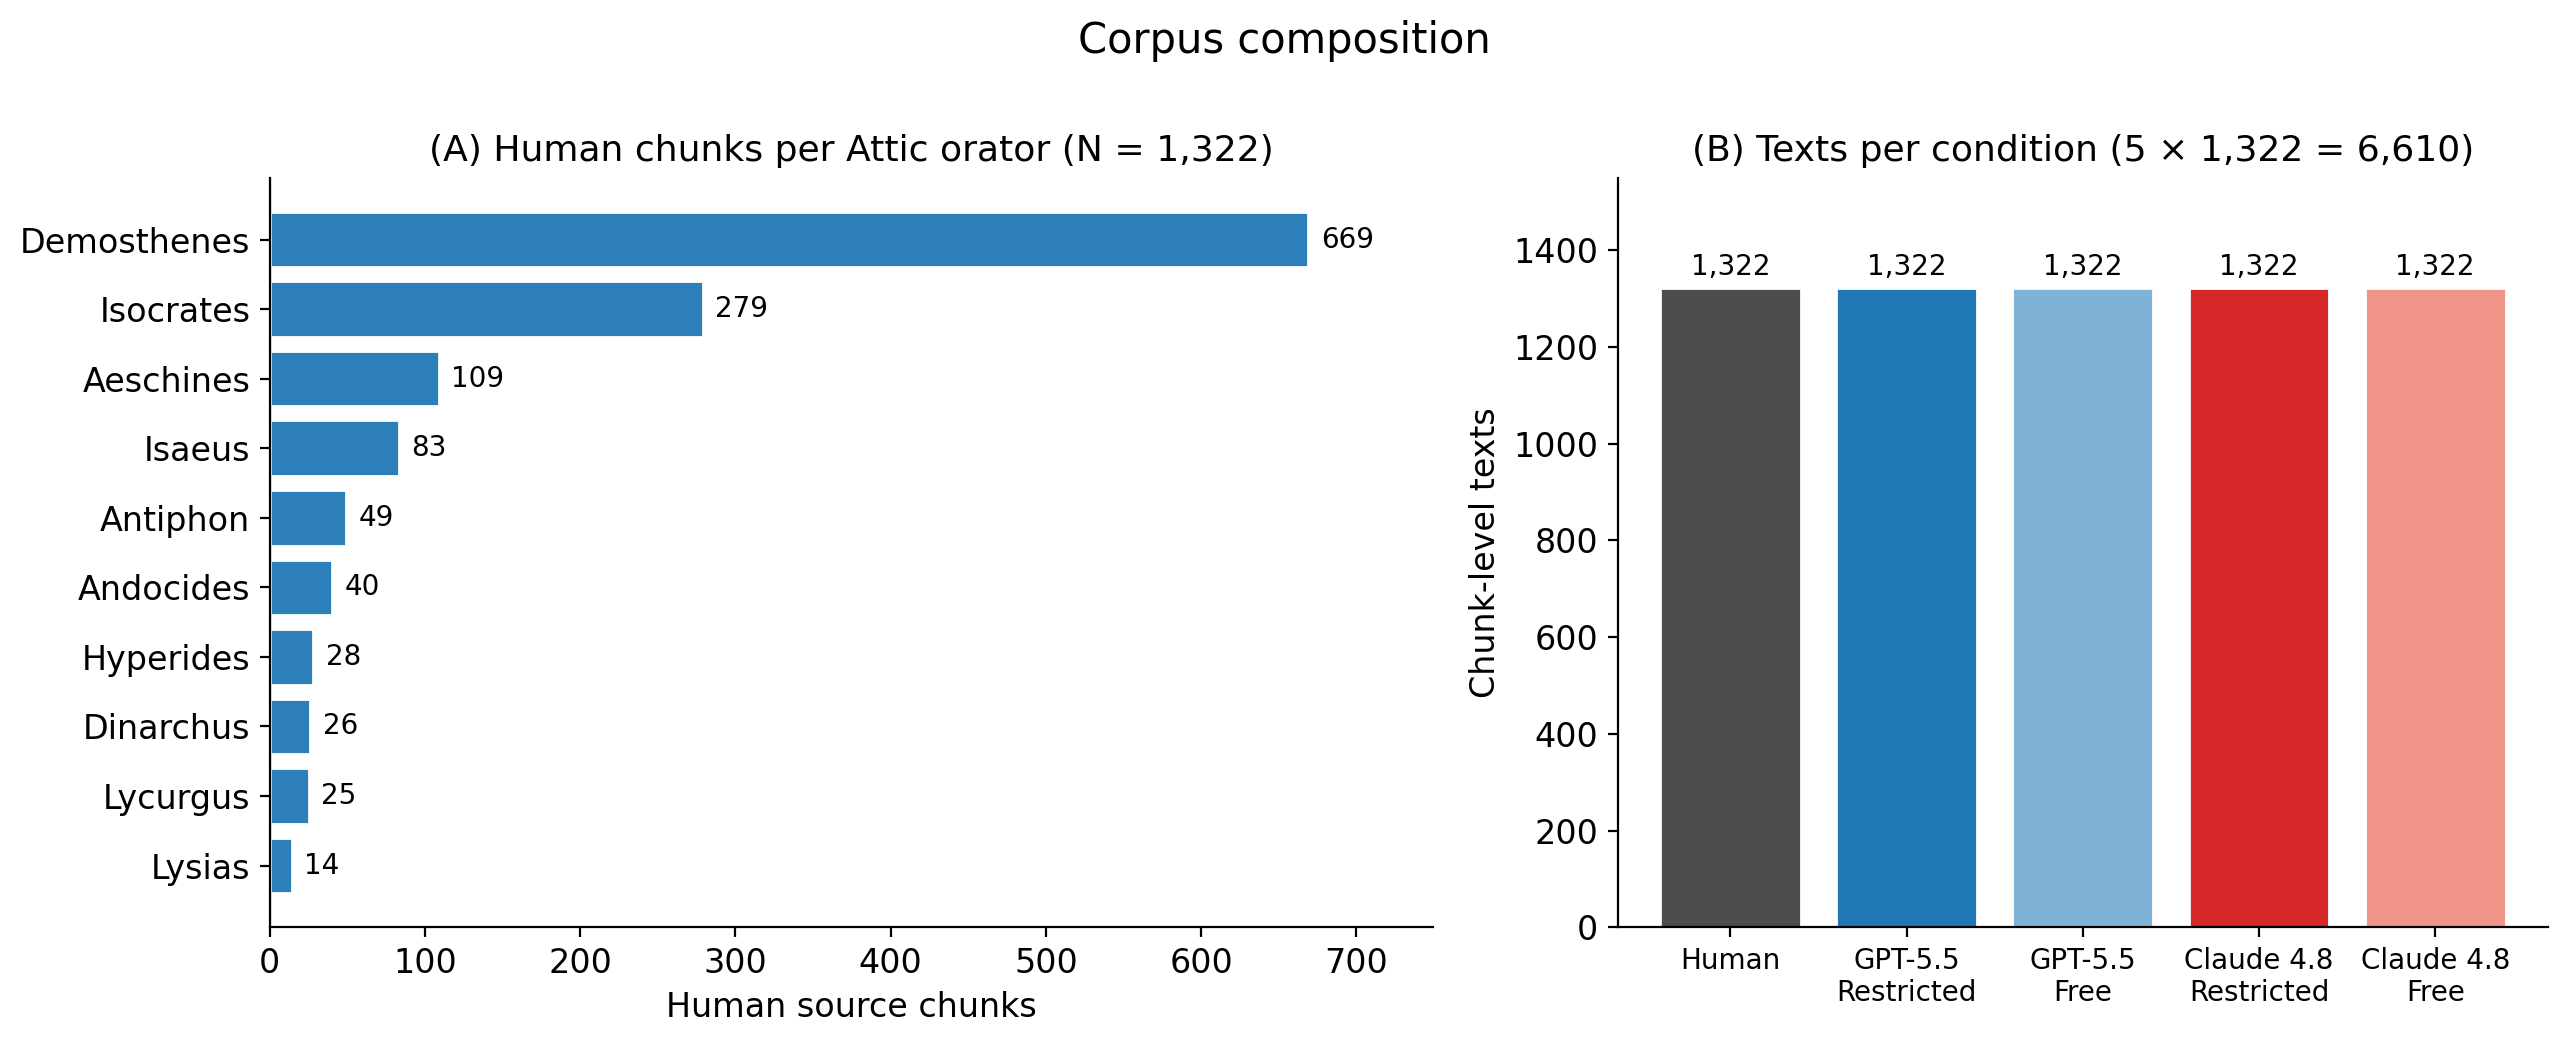 Corpus composition
(A) Human chunks per Attic orator (N = 1,322)
Demosthenes 669
Isocrates 279
Aeschines 109
Isaeus 83
Antiphon 49
Andocides 40
Hyperides 28
Dinarchus 26
Lycurgus 25
Lysias 14
0 100 200 300 400 500 600 700
Human source chunks
(B) Texts per condition (5 × 1,322 = 6,610)
Chunk-level texts
1400
1200
1000
800
600
400
200
0
1,322 1,322 1,322 1,322 1,322
Human GPT-5.5 GPT-5.5 Claude 4.8 Claude 4.8
Restricted Free Restricted Free